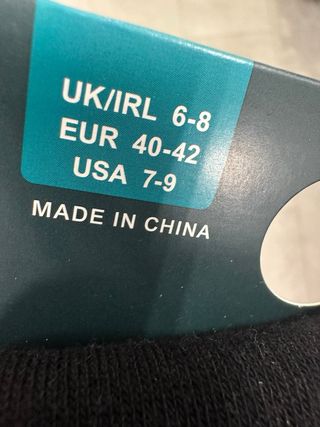 UK/IRL 6-8
EUR 40-42
USA 7-9
MADE IN CHINA